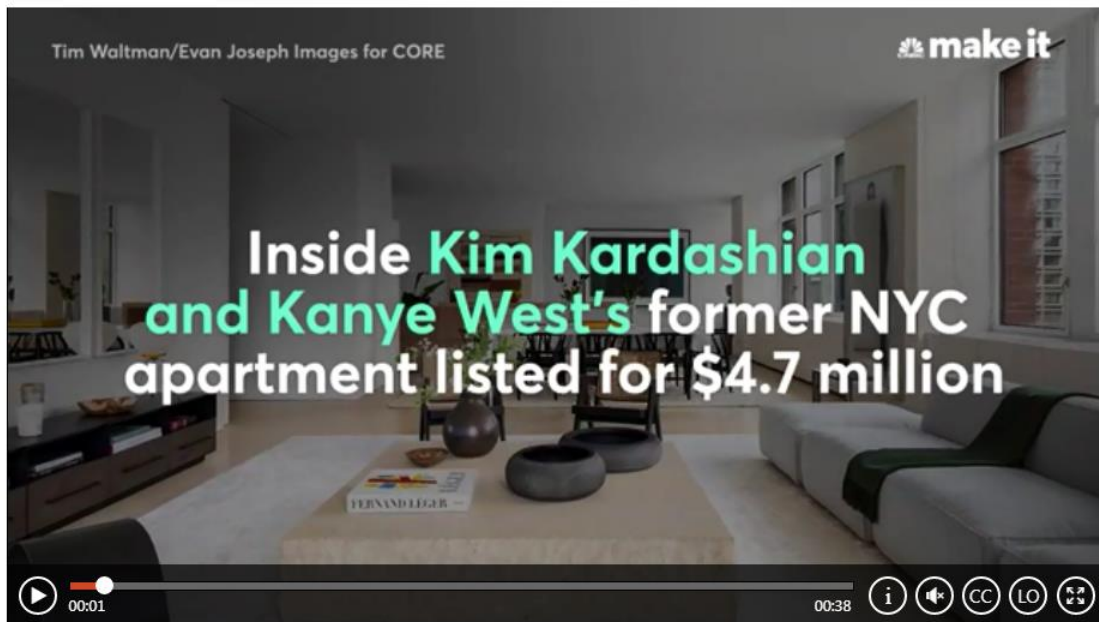 Tim Waltman/Evan Joseph Images for CORE
make it
Inside Kim Kardashian
and Kanye West's former NYC
apartment listed for $4.7 million
FERNAND LÉGER
00:01
00:38
i
CC
LO